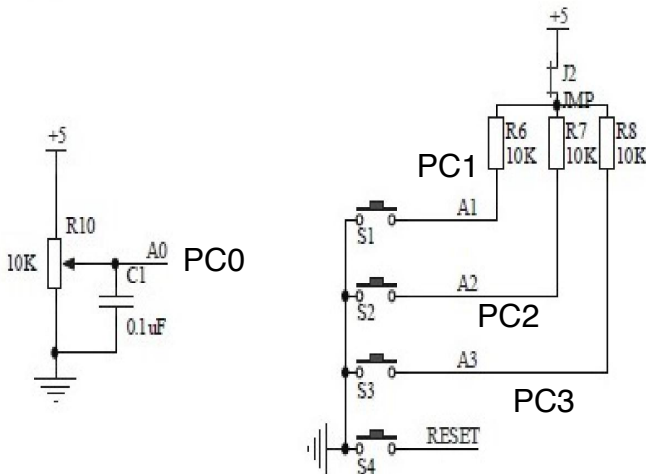 +5
J2
JMP
R6
10K
R7
10K
R8
10K
PC1
A1
S1
+5
R10
10K
A0
PC0
C1
0.1uF
A2
S2
PC2
A3
S3
PC3
RESET
S4